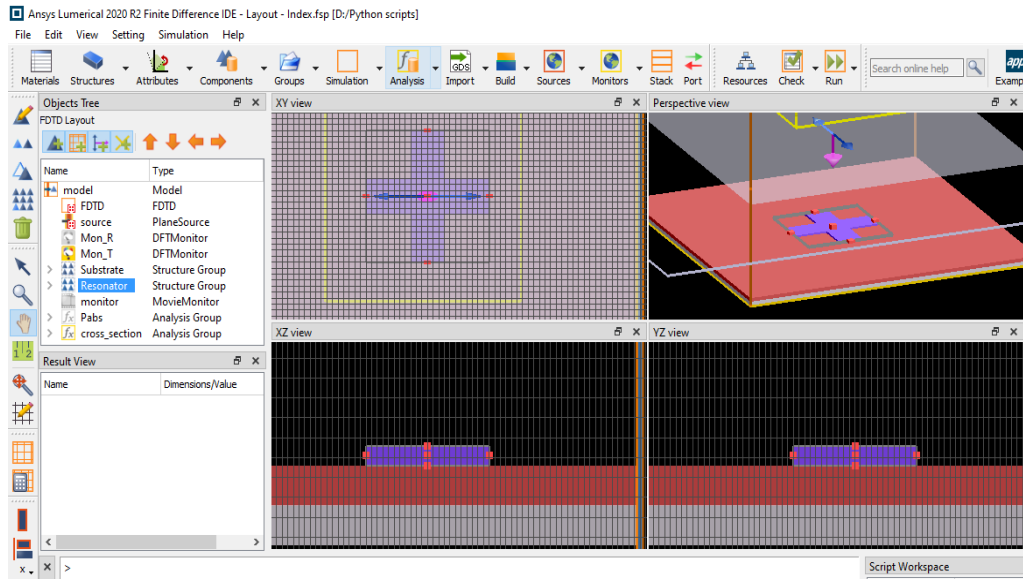 Ansys Lumerical 2020 R2 Finite Difference IDE - Layout - Index.fsp [D:/Python scripts]
File Edit View Setting Simulation Help
Materials Structures Attributes Components Groups Simulation Analysis Import Build Sources Monitors Stack Port Resources Check Run Examp
GDS
Search online help
app
Objects Tree
FDTD Layout
Name Type
model Model
FDTD FDTD
source PlaneSource
Mon_R DFTMonitor
Mon_T DFTMonitor
Substrate Structure Group
Resonator Structure Group
monitor MovieMonitor
Pabs Analysis Group
cross_section Analysis Group
Result View
Name Dimensions/Value
XY view
Perspective view
XZ view
YZ view
x
>
Script Workspace